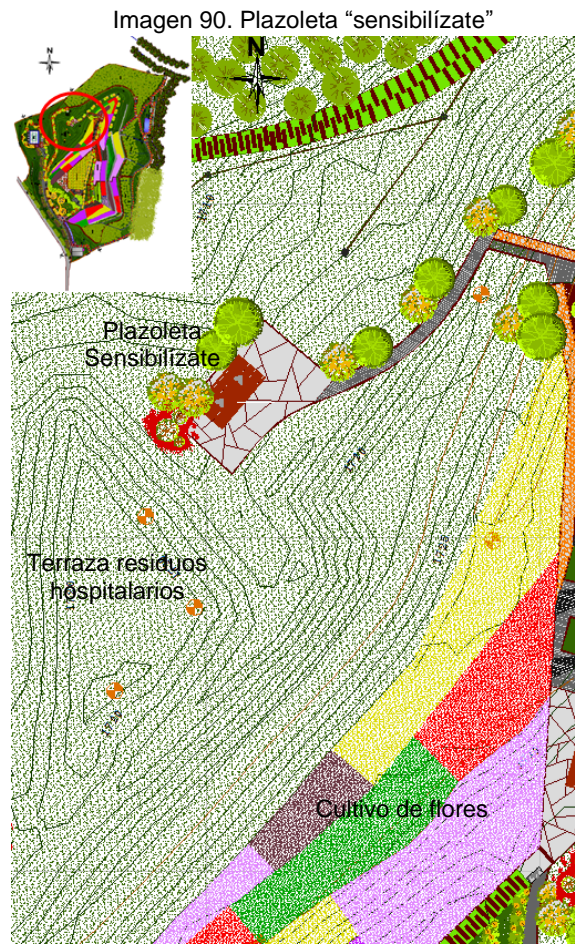 Imagen 90. Plazoleta “sensibilízate”
N
N
Plazoleta
Sensibilízate
Terraza residuos
hospitalarios
Cultivo de flores